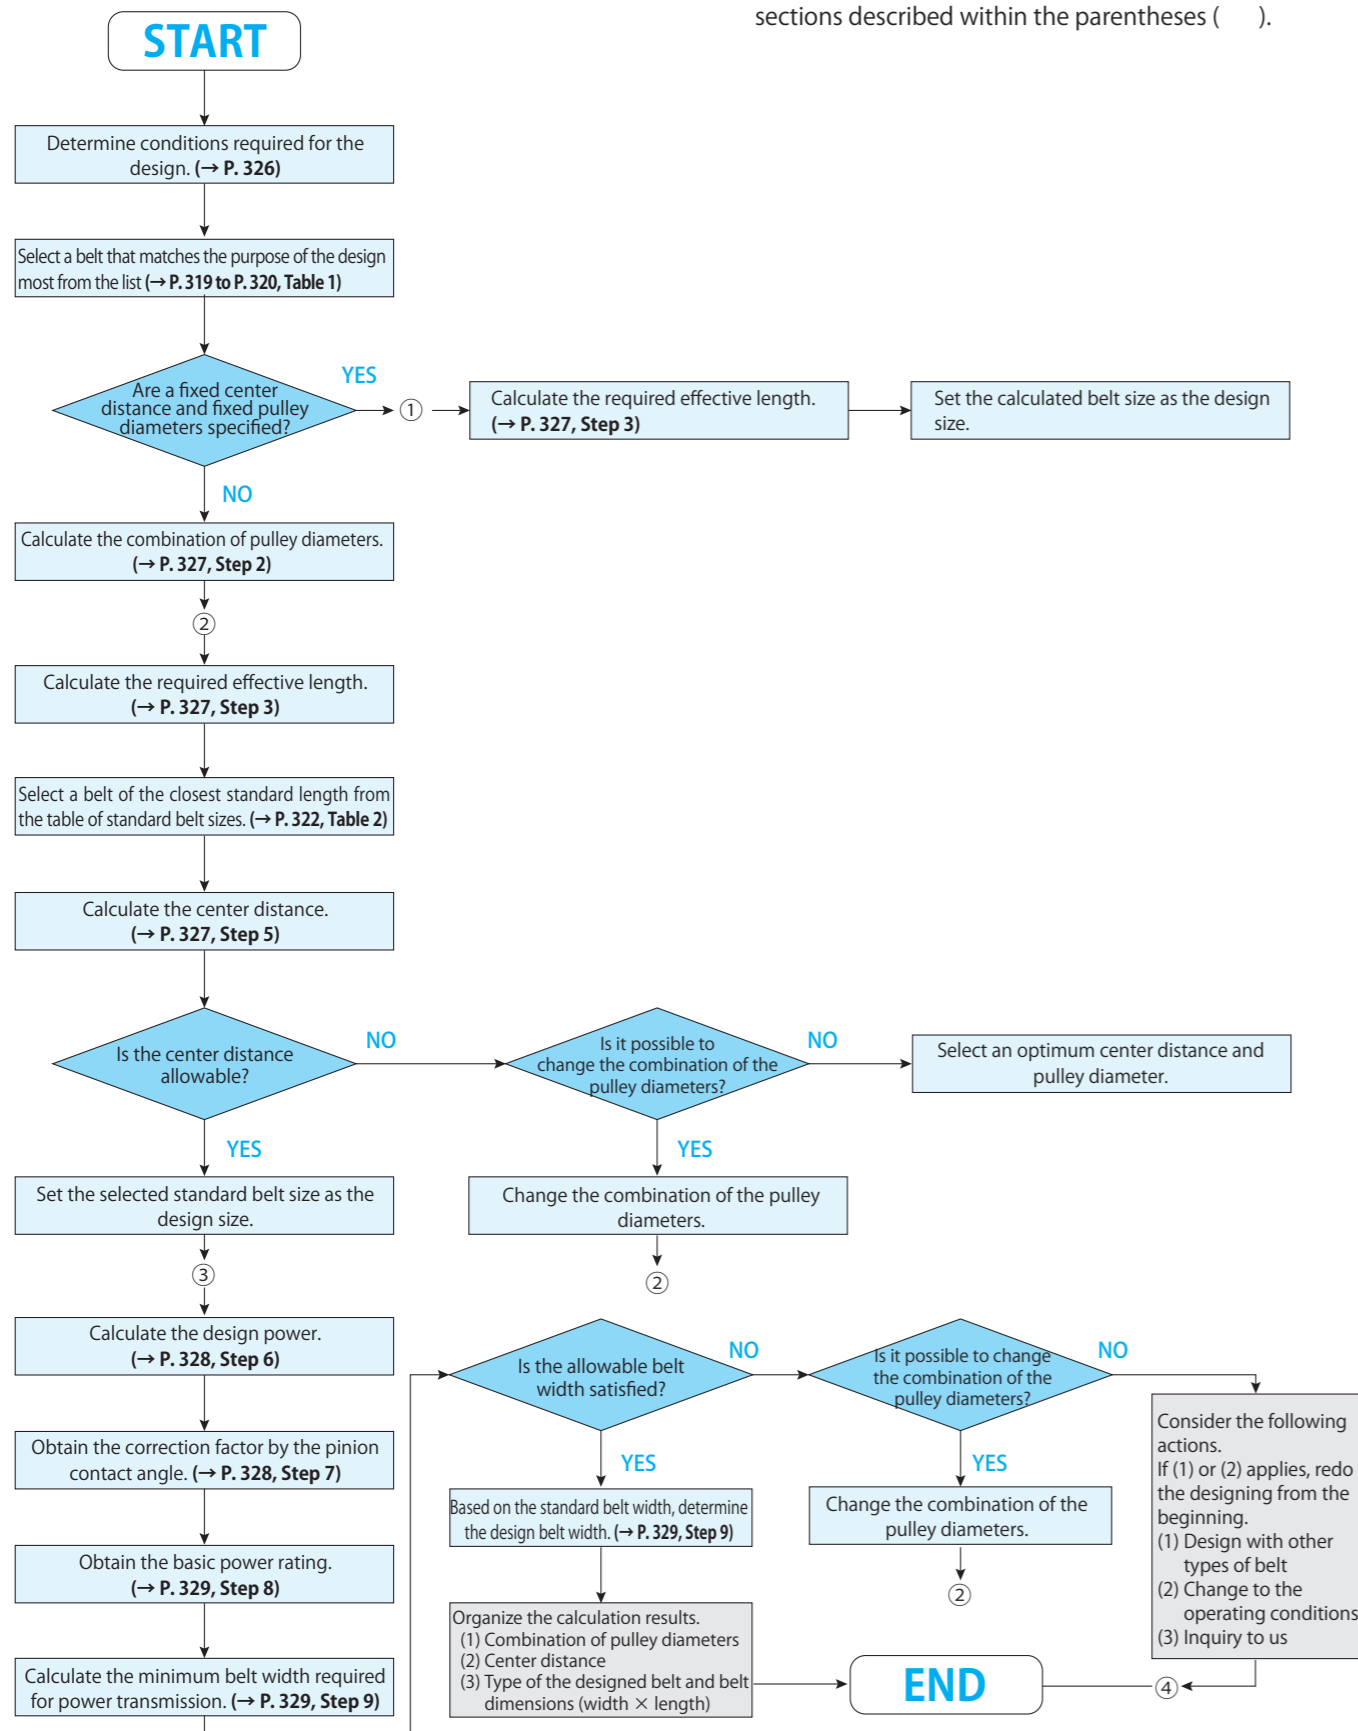 sections described within the parentheses (    ).
START
Determine conditions required for the
design. (→ P. 326)
Select a belt that matches the purpose of the design
most from the list (→ P. 319 to P. 320, Table 1)
Are a fixed center
distance and fixed pulley
diameters specified?
YES
①
Calculate the required effective length.
(→ P. 327, Step 3)
Set the calculated belt size as the design
size.
NO
Calculate the combination of pulley diameters.
(→ P. 327, Step 2)
②
Calculate the required effective length.
(→ P. 327, Step 3)
Select a belt of the closest standard length from
the table of standard belt sizes. (→ P. 322, Table 2)
Calculate the center distance.
(→ P. 327, Step 5)
Is the center distance
allowable?
NO
Is it possible to
change the combination of the
pulley diameters?
NO
Select an optimum center distance and
pulley diameter.
YES
YES
Set the selected standard belt size as the
design size.
Change the combination of the pulley
diameters.
③
②
Calculate the design power.
(→ P. 328, Step 6)
Is the allowable belt
width satisfied?
NO
Is it possible to change
the combination of the
pulley diameters?
NO
Obtain the correction factor by the pinion
contact angle. (→ P. 328, Step 7)
YES
YES
Based on the standard belt width, determine
the design belt width. (→ P. 329, Step 9)
Change the combination of the
pulley diameters.
②
Consider the following
actions.
If (1) or (2) applies, redo
the designing from the
beginning.
(1) Design with other
types of belt
(2) Change to the
operating conditions
(3) Inquiry to us
Obtain the basic power rating.
(→ P. 329, Step 8)
Calculate the minimum belt width required
for power transmission. (→ P. 329, Step 9)
Organize the calculation results.
(1) Combination of pulley diameters
(2) Center distance
(3) Type of the designed belt and belt
dimensions (width × length)
END
④